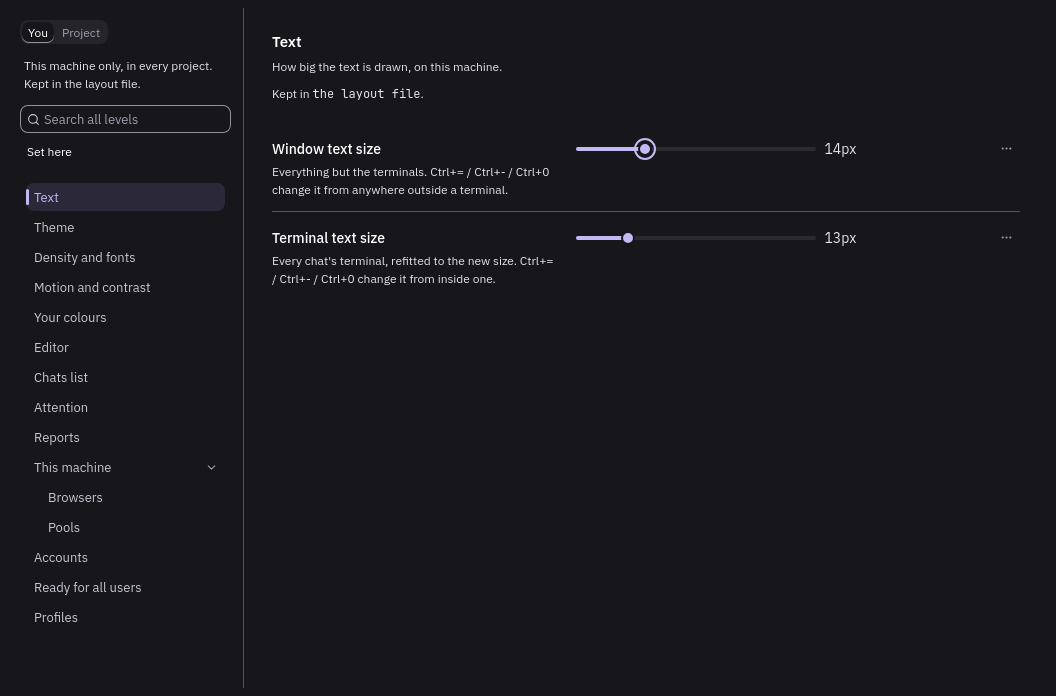 You
Project
This machine only, in every project.
Kept in the layout file.
Search all levels
Set here
Text
Theme
Density and fonts
Motion and contrast
Your colours
Editor
Chats list
Attention
Reports
This machine
Browsers
Pools
Accounts
Ready for all users
Profiles
Text
How big the text is drawn, on this machine.
Kept in the layout file.
Window text size
14px
Everything but the terminals. Ctrl+= / Ctrl+- / Ctrl+0
change it from anywhere outside a terminal.
Terminal text size
13px
Every chat's terminal, refitted to the new size. Ctrl+=
/ Ctrl+- / Ctrl+0 change it from inside one.